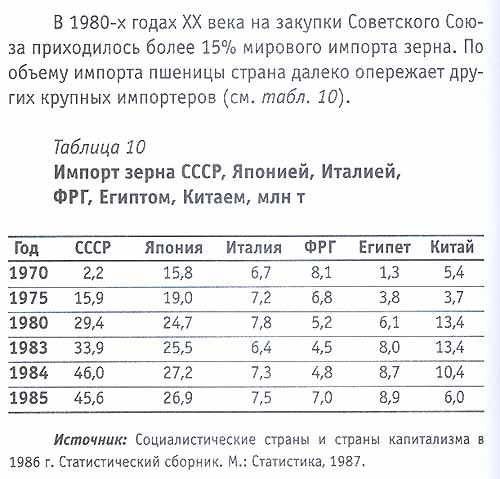 В 1980-х годах XX века на закупки Советского Сою-
за приходилось более 15% мирового импорта зерна. По
объему импорта пшеницы страна далеко опережает дру-
гих крупных импортеров (см. табл. 10).
Таблица 10
Импорт зерна СССР, Японией, Италией,
ФРГ, Египтом, Китаем, млн т
Год СССР Япония Италия ФРГ Египет Китай
1970 2,2 15,8 6,7 8,1 1,3 5,4
1975 15,9 19,0 7,2 6,8 3,8 3,7
1980 29,4 24,7 7,8 5,2 6,1 13,4
1983 33,9 25,5 6,4 4,5 8,0 13,4
1984 46,0 27,2 7,3 4,8 8,7 10,4
1985 45,6 26,9 7,5 7,0 8,9 6,0
Источник: Социалистические страны и страны капитализма в
1986 г. Статистический сборник. М.: Статистика, 1987.